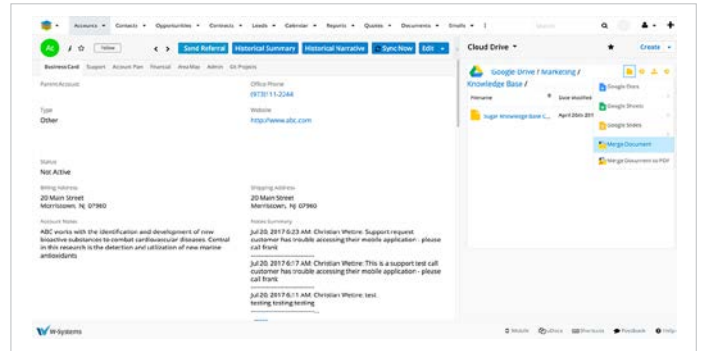 Accounts Contacts Opportunities Contracts Leads Calendar Reports Quotes Documents Emails
Ac Follow Send Referral Historical Summary Historical Narrative Sync Now Edit
Business Card Support Account Plan Financial Area Map Admin Git Projects
Parent Account
Office Phone
(973)111-2244
Type
Other
Website
http://www.abc.com
Status
Not Active
Billing Address
20 Main Street
Morristown, NJ 07960
Shipping Address
20 Main Street
Morristown, NJ 07960
Account Notes
ABC works with the identification and development of new
bioactive substances to combat cardiovascular diseases. Central
in this research is the detection and utilization of new marine
antioxidants
Notes Summary
Jul 20, 2017 6:23 AM: Christian Wettre: Support request
customer has trouble accessing their mobile application - please
call frank
------------------------------
Jul 20, 2017 6:17 AM: Christian Wettre: This is a support test call
customer has trouble accessing their mobile application - please
call frank
------------------------------
Jul 20, 2017 6:11 AM: Christian Wettre: test
testing testing testing
------------------------------...
Cloud Drive Create
Google Drive / Marketing /
Knowledge Base /
Filename Date Modified
Sugar Knowledge Base C... April 26th 201
Google Docs
Google Sheets
Google Slides
Merge Document
Merge Document to PDF
W-Systems
Mobile Shortcuts Feedback Help